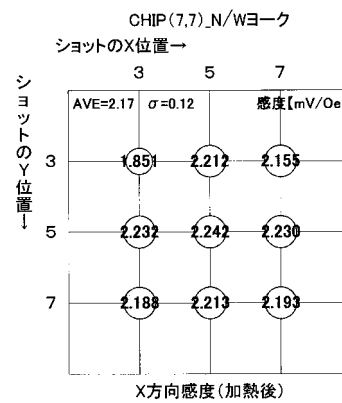 CHIP(7,7)_N/Wヨーク
ショットのX位置→
3 5 7
AVE=2.17 σ=0.12 感度【mV/Oe
ショットのY位置→
3 1.851 2.212 2.155
5 2.232 2.242 2.230
7 2.188 2.213 2.193
X方向感度(加熱後)